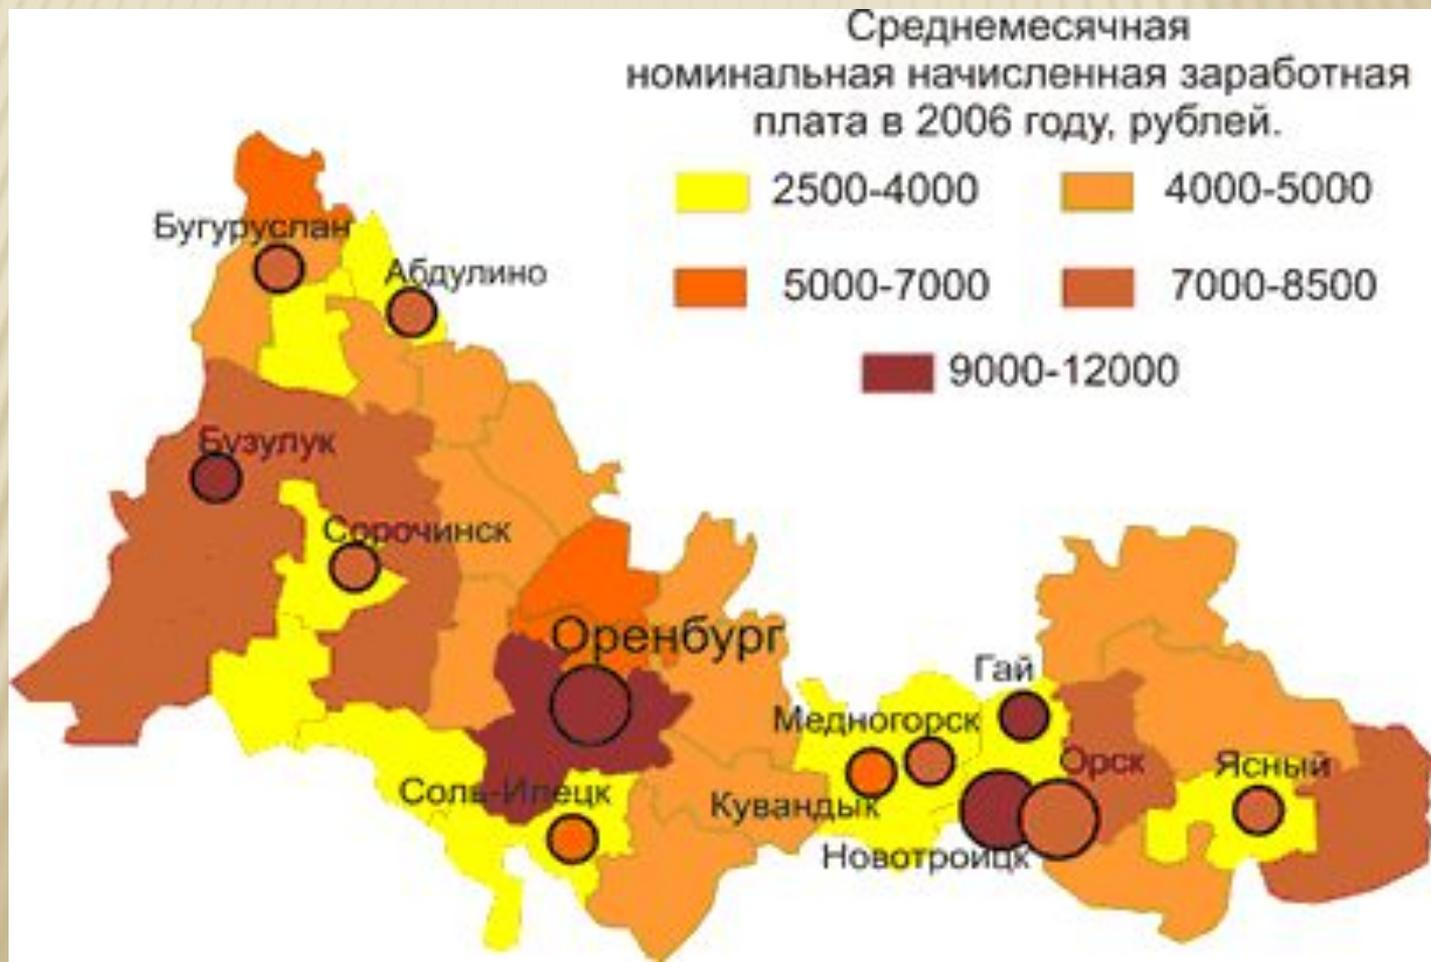 Среднемесячная
номинальная начисленная заработная
плата в 2006 году, рублей.
2500-4000 4000-5000
5000-7000 7000-8500
9000-12000
Бугуруслан
Абдулино
Бузулук
Сорочинск
Оренбург
Гай
Медногорск
Орск
Ясный
Соль-Илецк
Кувандык
Новотроицк